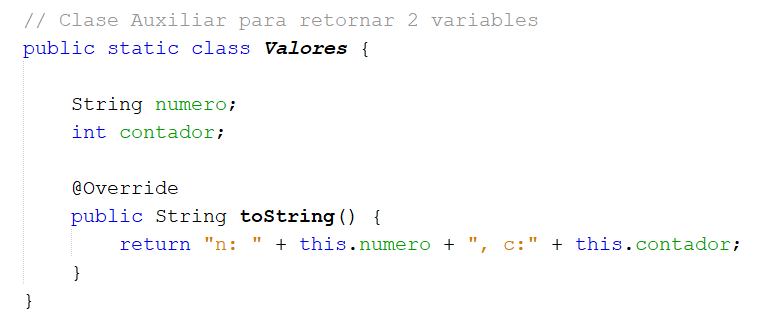 // Clase Auxiliar para retornar 2 variables
public static class Valores {
String numero;
int contador;
@Override
public String toString() {
return "n: " + this.numero + ", c:" + this.contador;
}
}